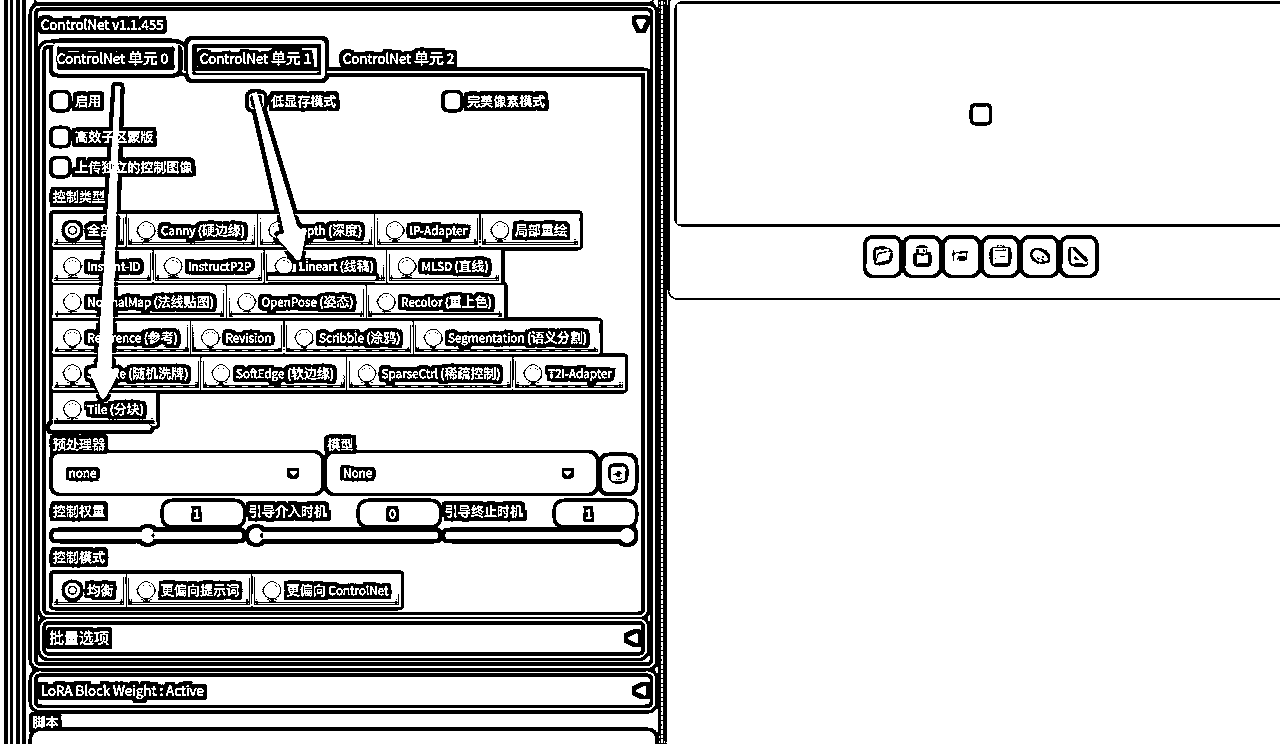 ControlNet v1.1.455
ControlNet 单元 0 ControlNet 单元 1 ControlNet 单元 2
启用 低显存模式 完美像素模式
高效子区蒙版
上传独立的控制图像
控制类型
全部 Canny (硬边缘) Depth (深度) IP-Adapter 局部重绘
Instant-ID InstructP2P Lineart (线稿) MLSD (直线)
NormalMap (法线贴图) OpenPose (姿态) Recolor (重上色)
Reference (参考) Revision Scribble (涂鸦) Segmentation (语义分割)
(随机洗牌) SoftEdge (软边缘) SparseCtrl (稀疏控制) T2I-Adapter
Tile (分块)
预处理器 模型
none None
控制权重 1 引导介入时机 0 引导终止时机 1
控制模式
均衡 更偏向提示词 更偏向 ControlNet
批量选项
LoRA Block Weight : Active
脚本